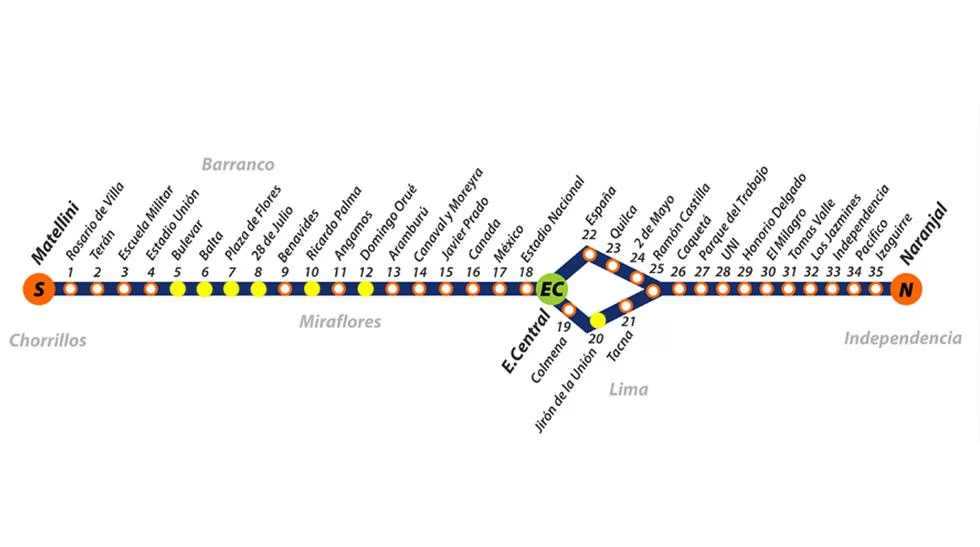 Barranco
Matellini
S
Rosario de Villa
1
Terán
2
Escuela Militar
3
Estadio Unión
4
Bulevar
5
Balta
6
Plaza de Flores
7
28 de Julio
8
Benavides
9
Ricardo Palma
10
Angamos
11
Domingo Orué
12
Aramburú
13
Canaval y Moreyra
14
Javier Prado
15
Canada
16
México
17
Estadio Nacional
18
EC
E.Central
España
22
Quilca
23
2 de Mayo
24
Ramón Castilla
25
19
Colmena
20
Jirón de la Unión
21
Tacna
Caquetá
26
Parque del Trabajo
27
UNI
28
Honorio Delgado
29
El Milagro
30
Tomas Valle
31
Los Jazmines
32
Independencia
33
Pacífico
34
Izaguirre
35
Naranjal
N
Chorrillos
Miraflores
Lima
Independencia